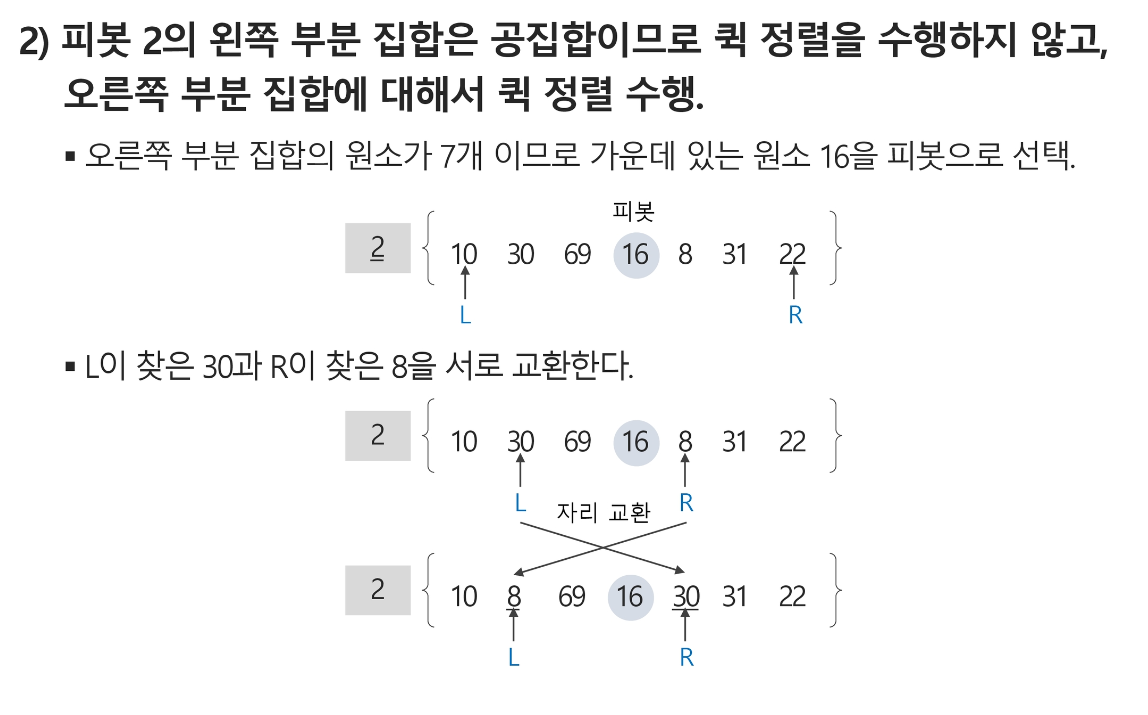 2) 피봇 2의 왼쪽 부분 집합은 공집합이므로 퀵 정렬을 수행하지 않고,
오른쪽 부분 집합에 대해서 퀵 정렬 수행.
▪ 오른쪽 부분 집합의 원소가 7개 이므로 가운데 있는 원소 16을 피봇으로 선택.
피봇
2 { 10 30 69 16 8 31 22 }
L R
▪ L이 찾은 30과 R이 찾은 8을 서로 교환한다.
2 { 10 30 69 16 8 31 22 }
L R
자리 교환
2 { 10 8 69 16 30 31 22 }
L R